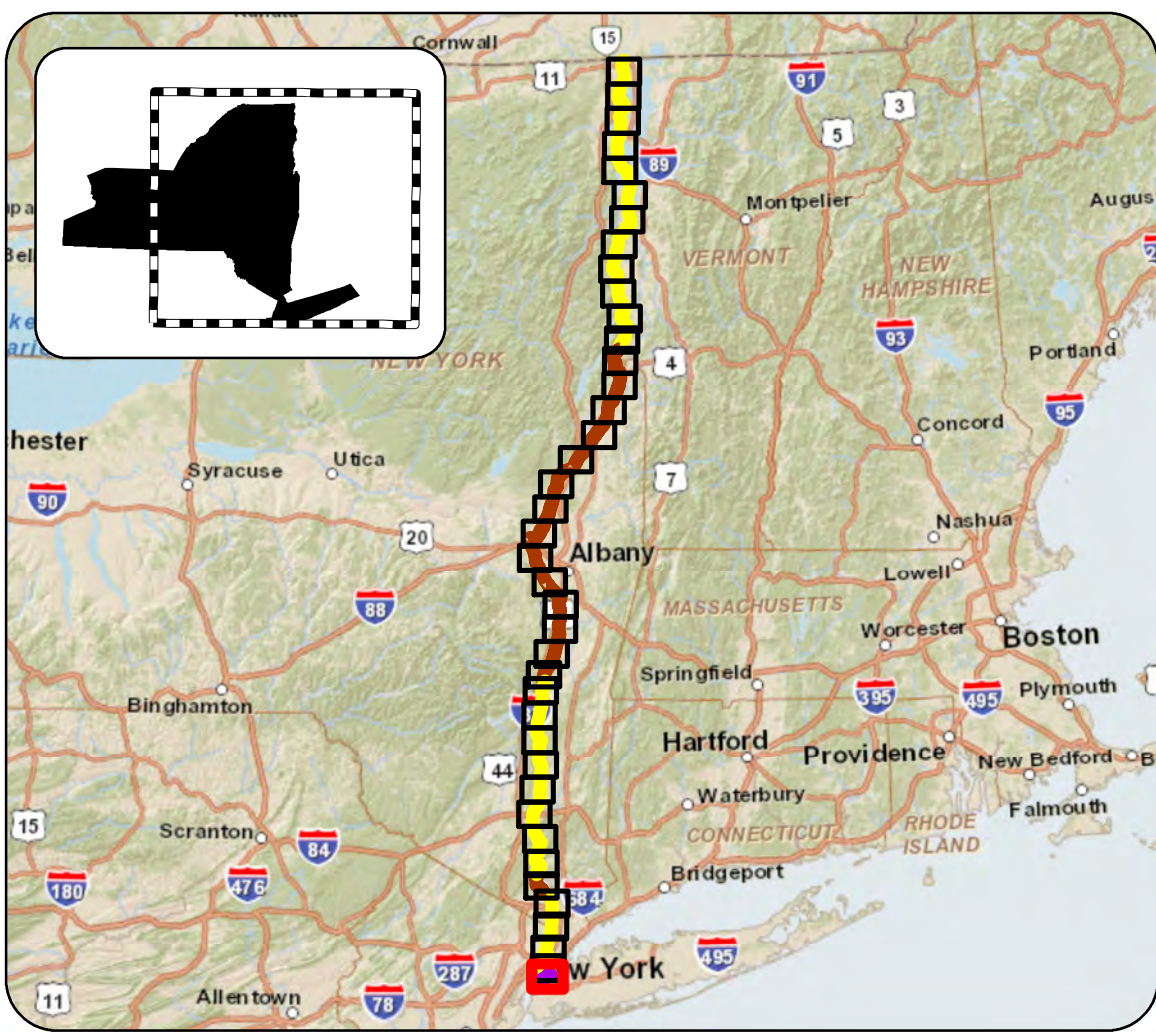 Cornwall
15
11
91
3
5
89
Montpelier
Augus
VERMONT
NEW
HAMPSHIRE
93
Portland
4
NEW YORK
95
Concord
chester
Utica
Syracuse
7
90
Nashua
20
Albany
Lowell
88
MASSACHUSETTS
Worcester
Boston
Springfield
Binghamton
395
495
Plymouth
Hartford
Providence
New Bedford
B
44
Waterbury
Falmouth
15
Scranton
84
CONNECTICUT
RHODE
ISLAND
180
476
684
Bridgeport
495
287
w York
11
Allentown
78